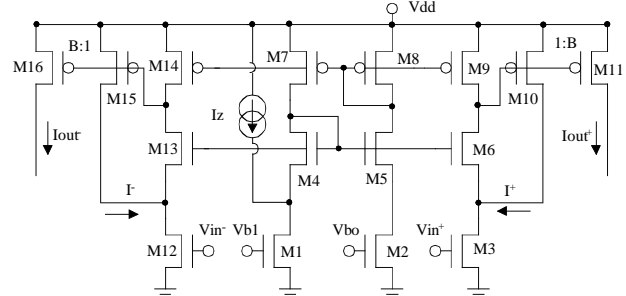 Vdd
B:1
M7
1:B
M16
M14
M8
M9
M11
M15
M10
Iz
Iout-
M13
Iout+
M4
M5
M6
I-
I+
Vin-
Vb1
Vbo
Vin+
M12
M1
M2
M3